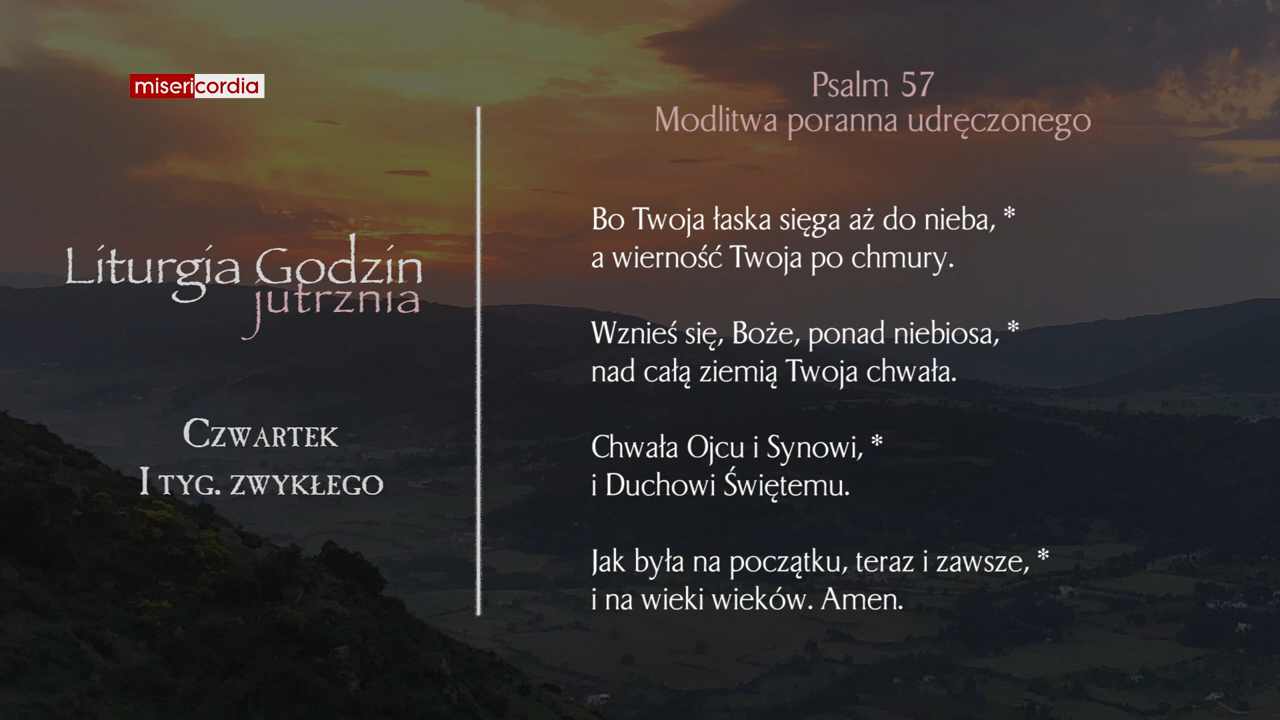 misericordia
Liturgia Godzin
jutrznia
Czwartek
I tyg. zwykłego
Psalm 57
Modlitwa poranna udręczonego
Bo Twoja łaska sięga aż do nieba, *
a wierność Twoja po chmury.
Wznieś się, Boże, ponad niebiosa, *
nad całą ziemią Twoja chwała.
Chwała Ojcu i Synowi, *
i Duchowi Świętemu.
Jak była na początku, teraz i zawsze, *
i na wieki wieków. Amen.